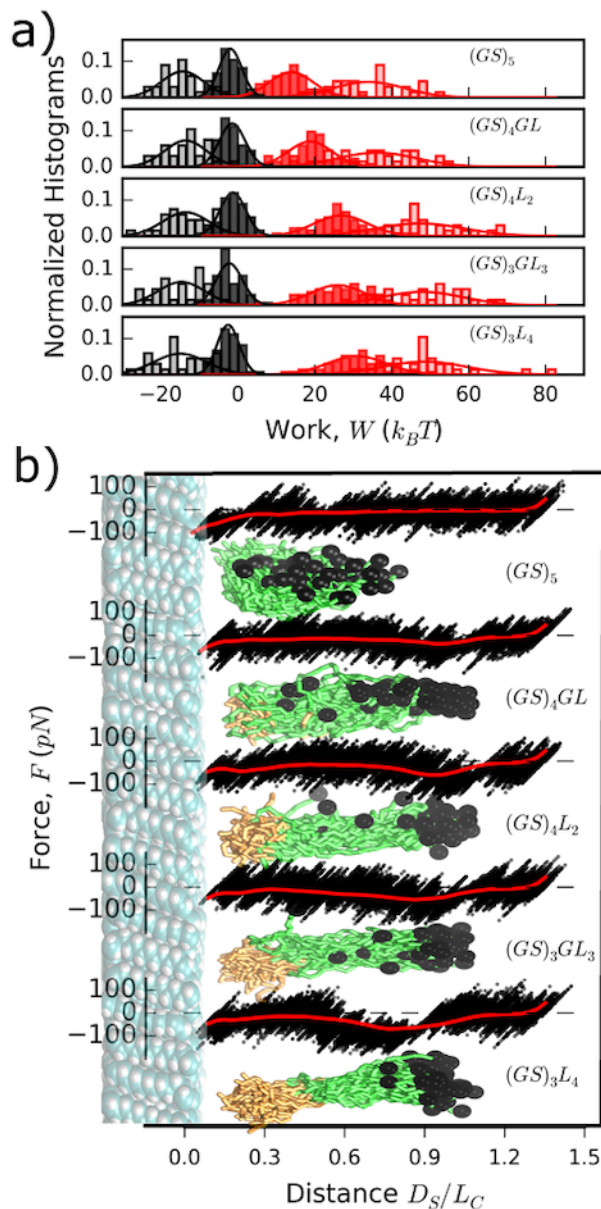 a)
Normalized Histograms
0.1
0.0
(GS)₅
0.1
0.0
(GS)₄GL
0.1
0.0
(GS)₄L₂
0.1
0.0
(GS)₃GL₃
0.1
0.0
(GS)₃L₄
−20 0 20 40 60 80
Work, W (k_BT)
b)
Force, F (pN)
100
0
−100
(GS)₅
100
0
−100
(GS)₄GL
100
0
−100
(GS)₄L₂
100
0
−100
(GS)₃GL₃
100
0
−100
(GS)₃L₄
0.0 0.3 0.6 0.9 1.2 1.5
Distance D_S/L_C